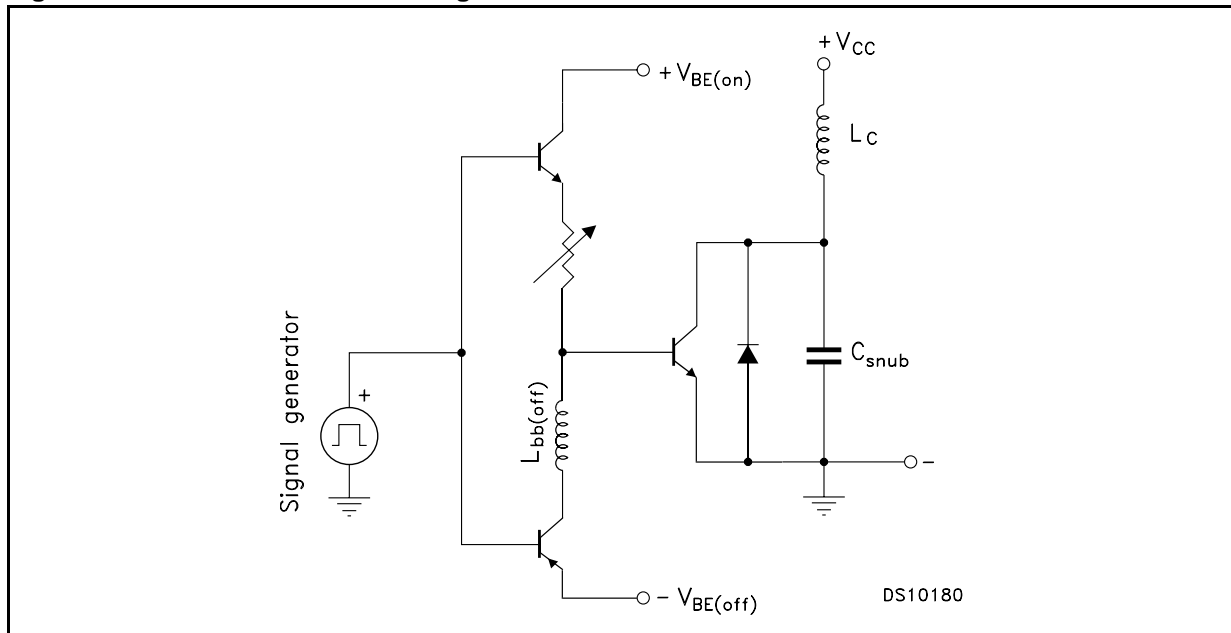 + V_CC
+ V_BE(on)
L_C
Signal generator
+
L_bb(off)
C_snub
-
- V_BE(off)
DS10180